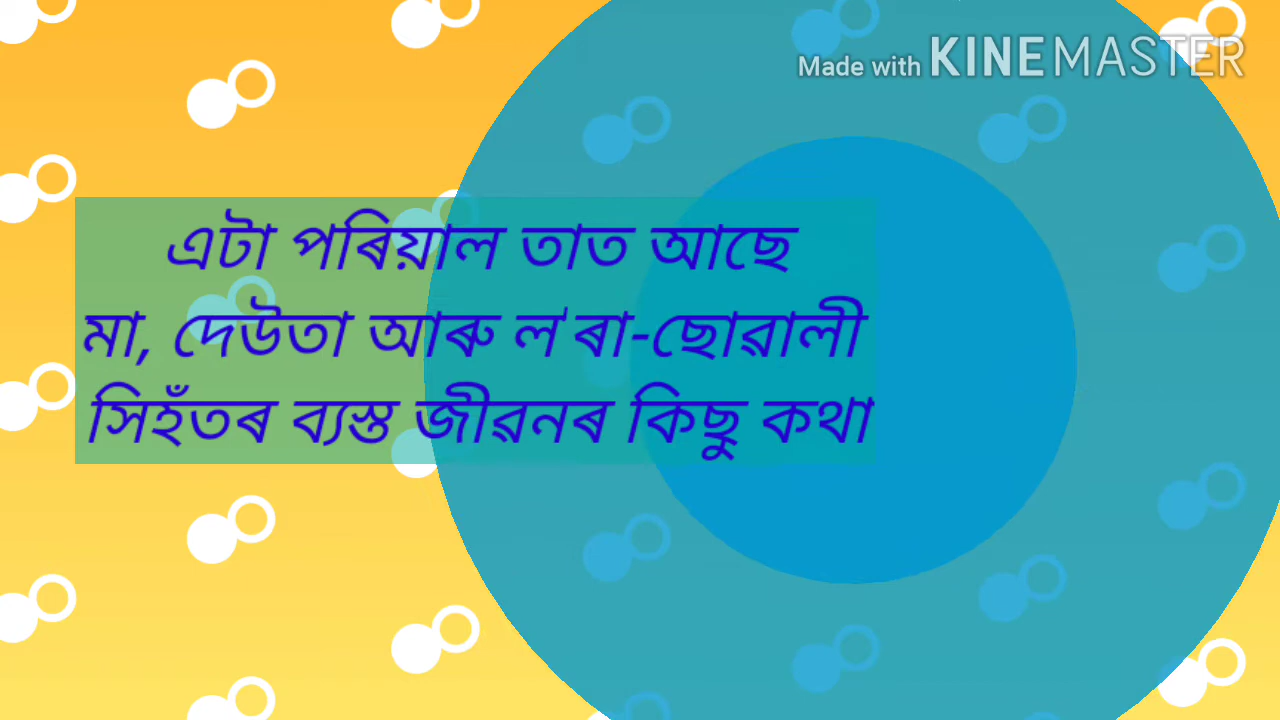 Made with KINEMASTER
এটা পৰিয়াল তাত আছে
মা, দেউতা আৰু ল'ৰা-ছোৱালী
সিহঁতৰ ব্যস্ত জীৱনৰ কিছু কথা